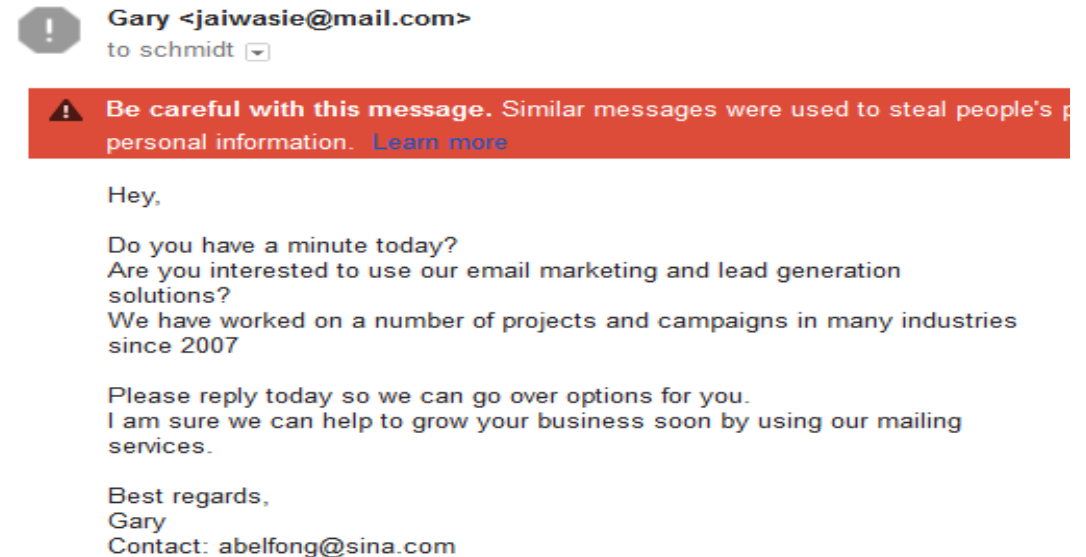 Gary <jaiwasie@mail.com>
to schmidt
Be careful with this message. Similar messages were used to steal people's
personal information. Learn more
Hey,
Do you have a minute today?
Are you interested to use our email marketing and lead generation
solutions?
We have worked on a number of projects and campaigns in many industries
since 2007
Please reply today so we can go over options for you.
I am sure we can help to grow your business soon by using our mailing
services.
Best regards,
Gary
Contact: abelfong@sina.com